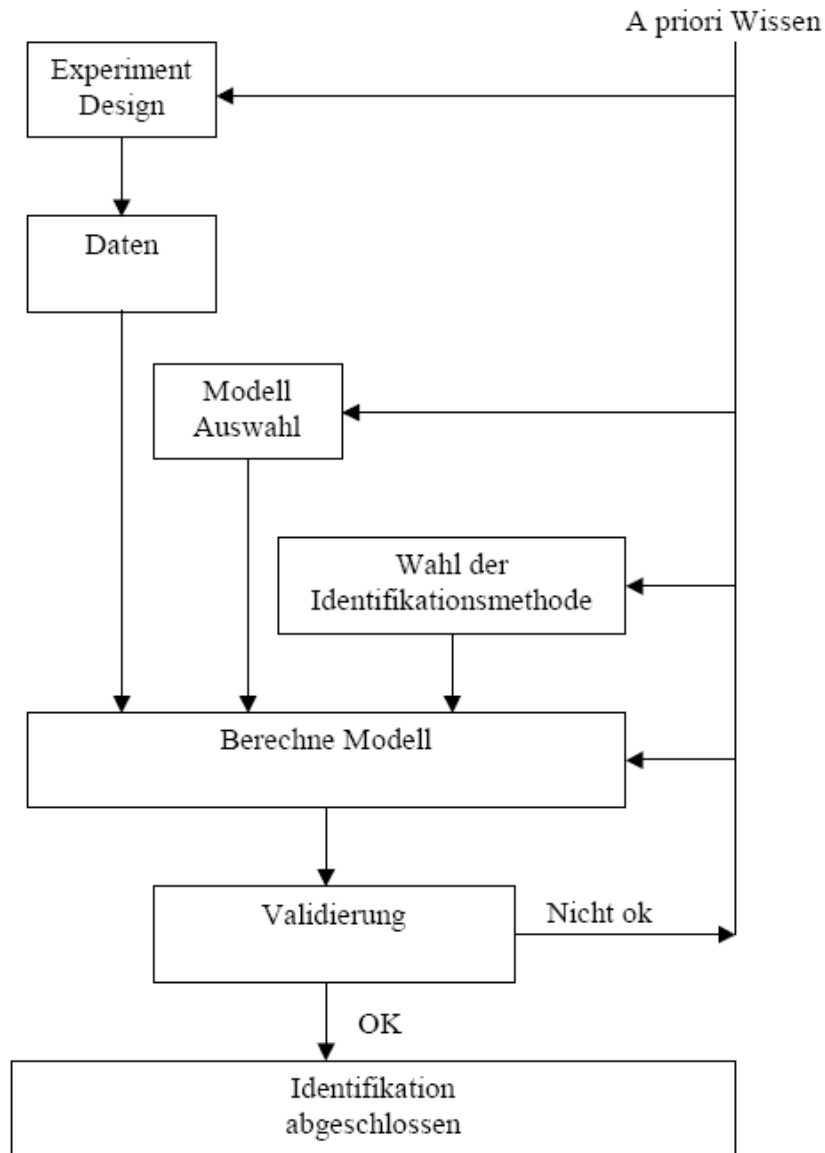 A priori Wissen
Experiment
Design
Daten
Modell
Auswahl
Wahl der
Identifikationsmethode
Berechne Modell
Validierung
Nicht ok
OK
Identifikation
abgeschlossen